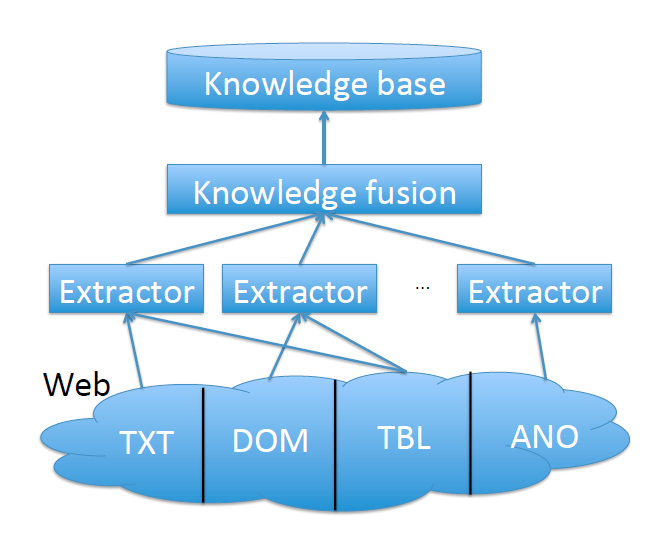 Knowledge base
Knowledge fusion
Extractor Extractor ... Extractor
Web
TXT DOM TBL ANO